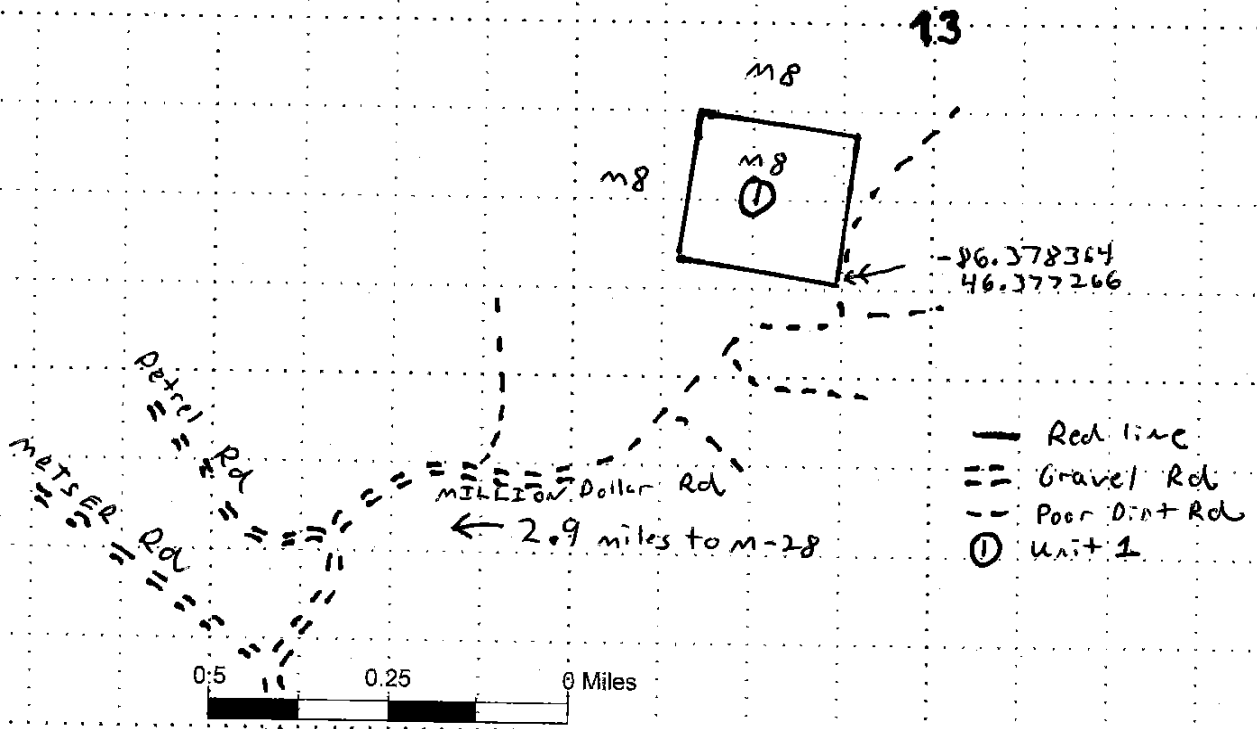 13
M8
M8
M8
1
-86.378364
46.377266
Petrel Rd
METSER Rd
MILLION Dollar Rd
← 2.9 miles to M-28
Red line
Gravel Rd
Poor Dirt Rd
① Unit 1
0.5 0.25 0 Miles